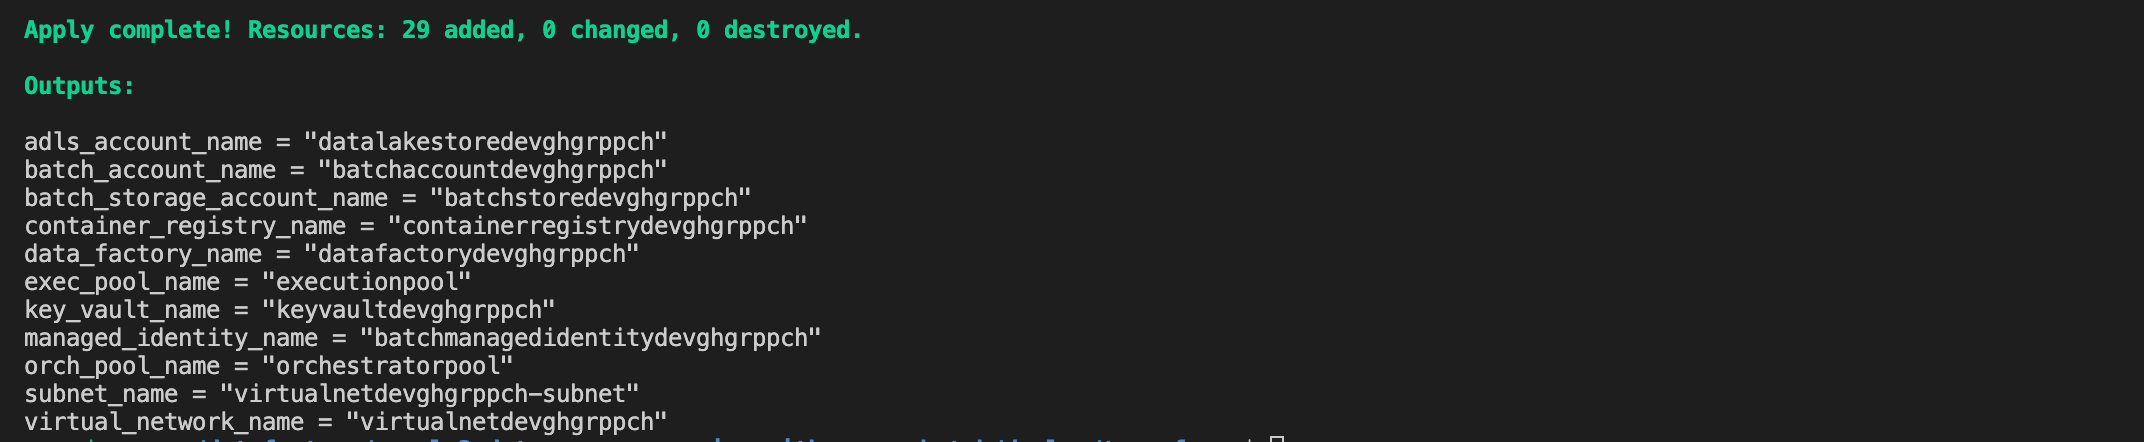 Apply complete! Resources: 29 added, 0 changed, 0 destroyed.
Outputs:
adls_account_name = "datalakestoredevghgrppch"
batch_account_name = "batchaccountdevghgrppch"
batch_storage_account_name = "batchstoredevghgrppch"
container_registry_name = "containerregistrydevghgrppch"
data_factory_name = "datafactorydevghgrppch"
exec_pool_name = "executionpool"
key_vault_name = "keyvaultdevghgrppch"
managed_identity_name = "batchmanagedidentitydevghgrppch"
orch_pool_name = "orchestratorpool"
subnet_name = "virtualnetdevghgrppch-subnet"
virtual_network_name = "virtualnetdevghgrppch"